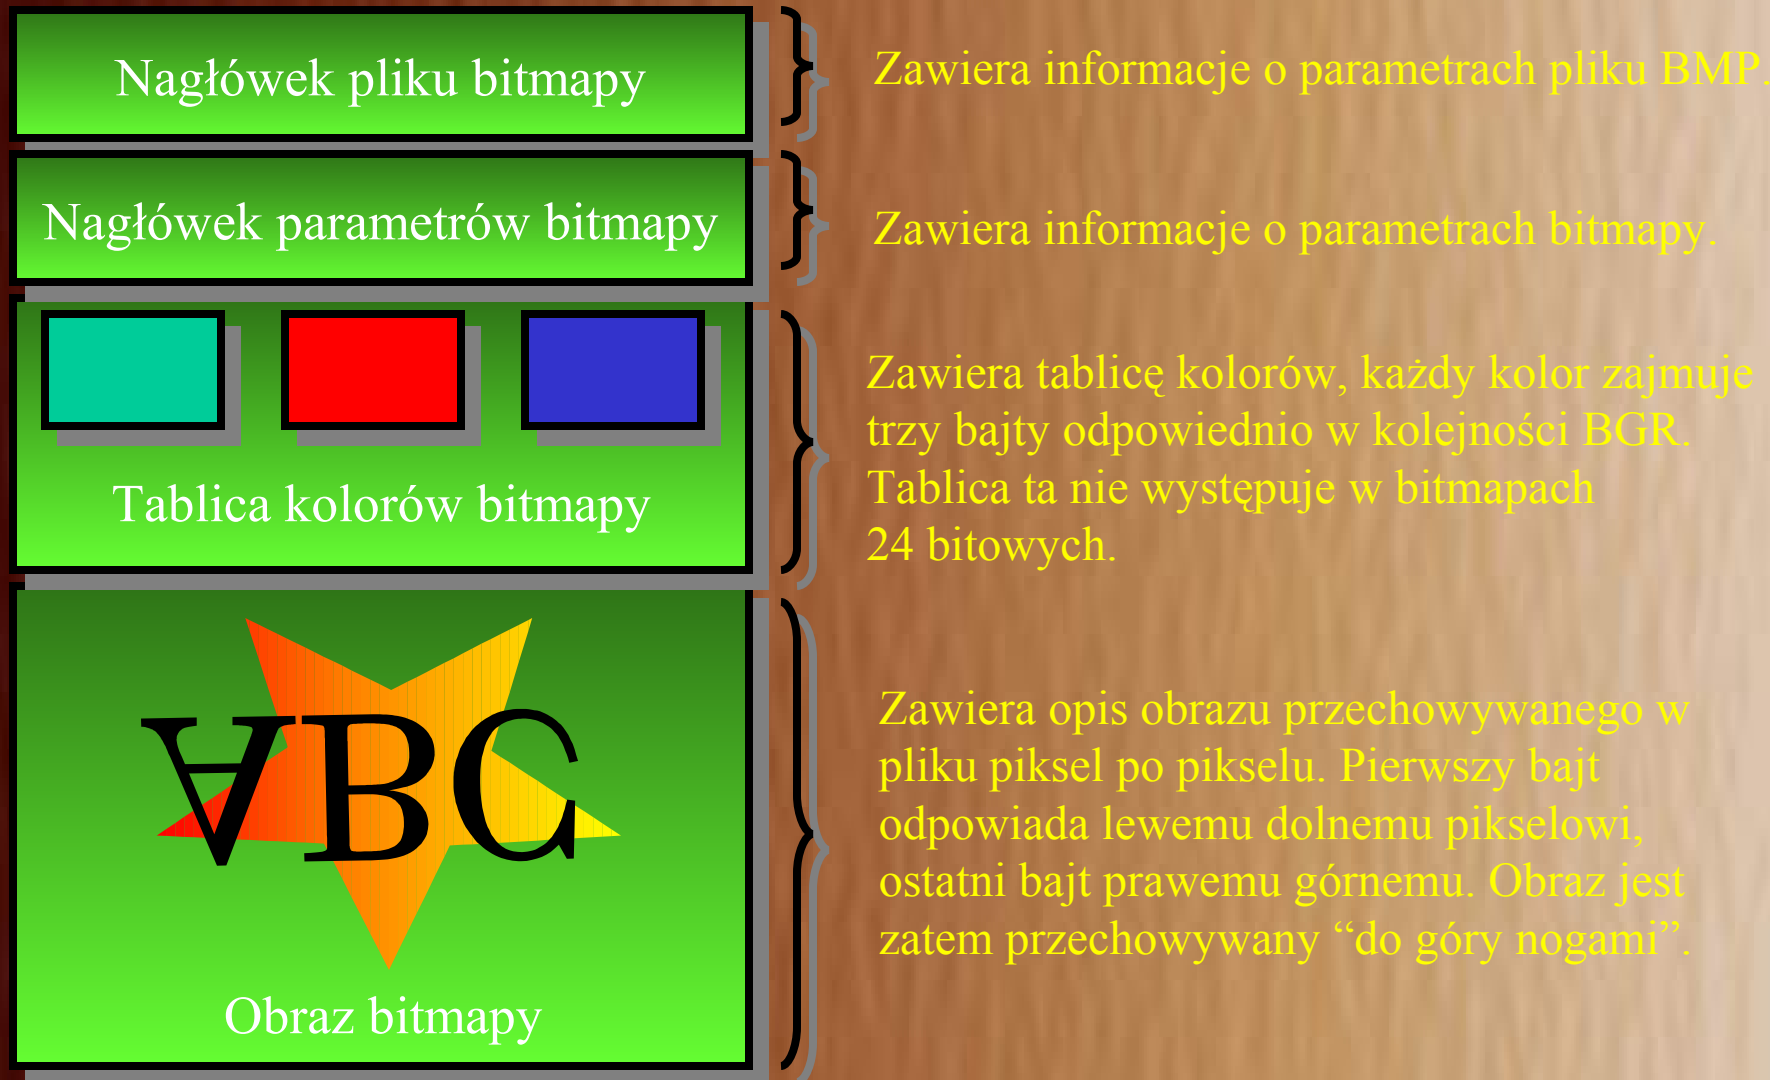 Nagłówek pliku bitmapy
Zawiera informacje o parametrach pliku BMP.
Nagłówek parametrów bitmapy
Zawiera informacje o parametrach bitmapy.
Tablica kolorów bitmapy
Zawiera tablicę kolorów, każdy kolor zajmuje
trzy bajty odpowiednio w kolejności BGR.
Tablica ta nie występuje w bitmapach
24 bitowych.
ABC
Obraz bitmapy
Zawiera opis obrazu przechowywanego w
pliku piksel po pikselu. Pierwszy bajt
odpowiada lewemu dolnemu pikselowi,
ostatni bajt prawemu górnemu. Obraz jest
zatem przechowywany “do góry nogami”.